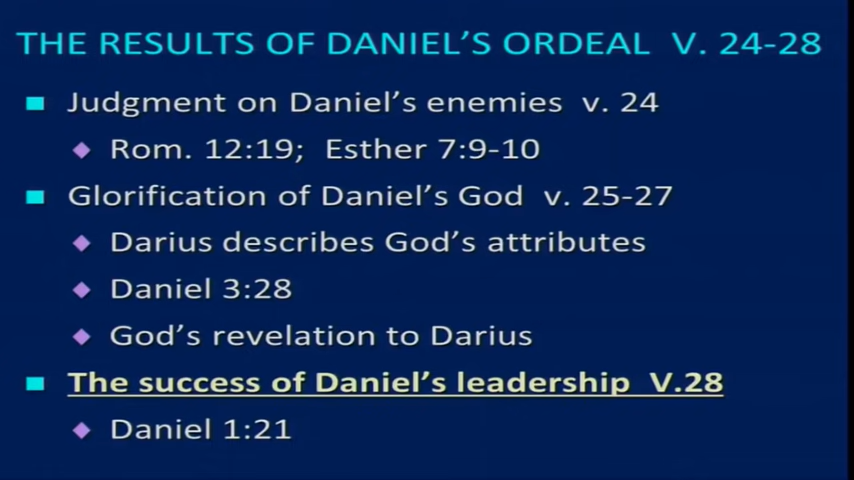 THE RESULTS OF DANIEL'S ORDEAL V. 24-28
Judgment on Daniel's enemies v. 24
Rom. 12:19; Esther 7:9-10
Glorification of Daniel's God v. 25-27
Darius describes God's attributes
Daniel 3:28
God's revelation to Darius
The success of Daniel's leadership V.28
Daniel 1:21